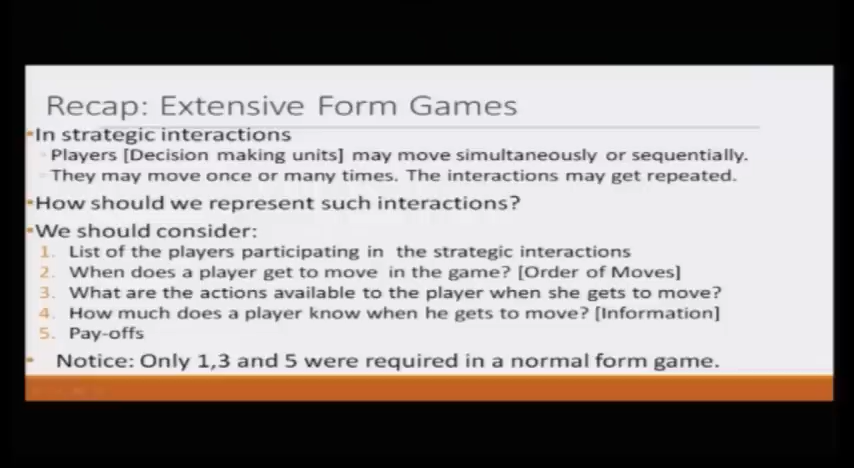 Recap: Extensive Form Games
•In strategic interactions
Players [Decision making units] may move simultaneously or sequentially.
They may move once or many times. The interactions may get repeated.
•How should we represent such interactions?
•We should consider:
1. List of the players participating in the strategic interactions
2. When does a player get to move in the game? [Order of Moves]
3. What are the actions available to the player when she gets to move?
4. How much does a player know when he gets to move? [Information]
5. Pay-offs
• Notice: Only 1,3 and 5 were required in a normal form game.